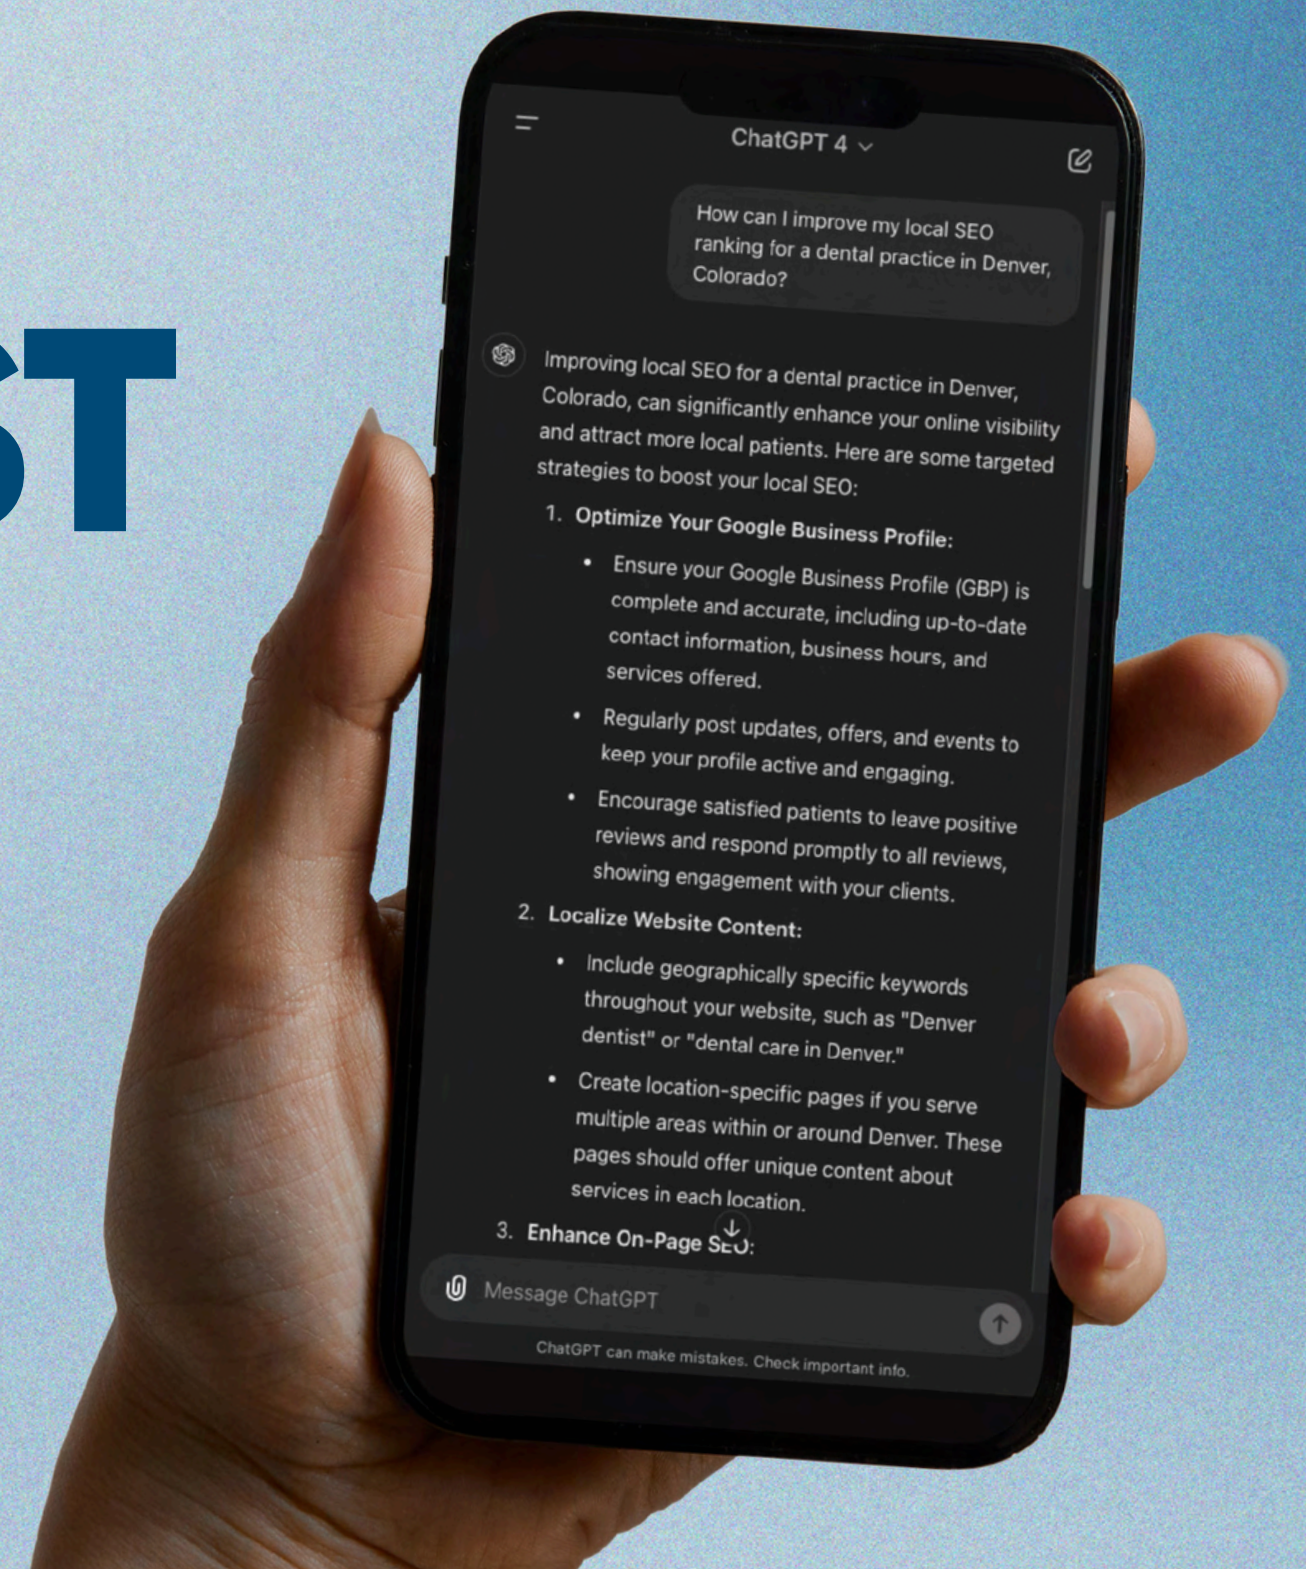 ST
ChatGPT 4
How can I improve my local SEO
ranking for a dental practice in Denver,
Colorado?
Improving local SEO for a dental practice in Denver,
Colorado, can significantly enhance your online visibility
and attract more local patients. Here are some targeted
strategies to boost your local SEO:
1. Optimize Your Google Business Profile:
• Ensure your Google Business Profile (GBP) is
complete and accurate, including up-to-date
contact information, business hours, and
services offered.
• Regularly post updates, offers, and events to
keep your profile active and engaging.
• Encourage satisfied patients to leave positive
reviews and respond promptly to all reviews,
showing engagement with your clients.
2. Localize Website Content:
• Include geographically specific keywords
throughout your website, such as "Denver
dentist" or "dental care in Denver."
• Create location-specific pages if you serve
multiple areas within or around Denver. These
pages should offer unique content about
services in each location.
3. Enhance On-Page SEO:
Message ChatGPT
ChatGPT can make mistakes. Check important info.